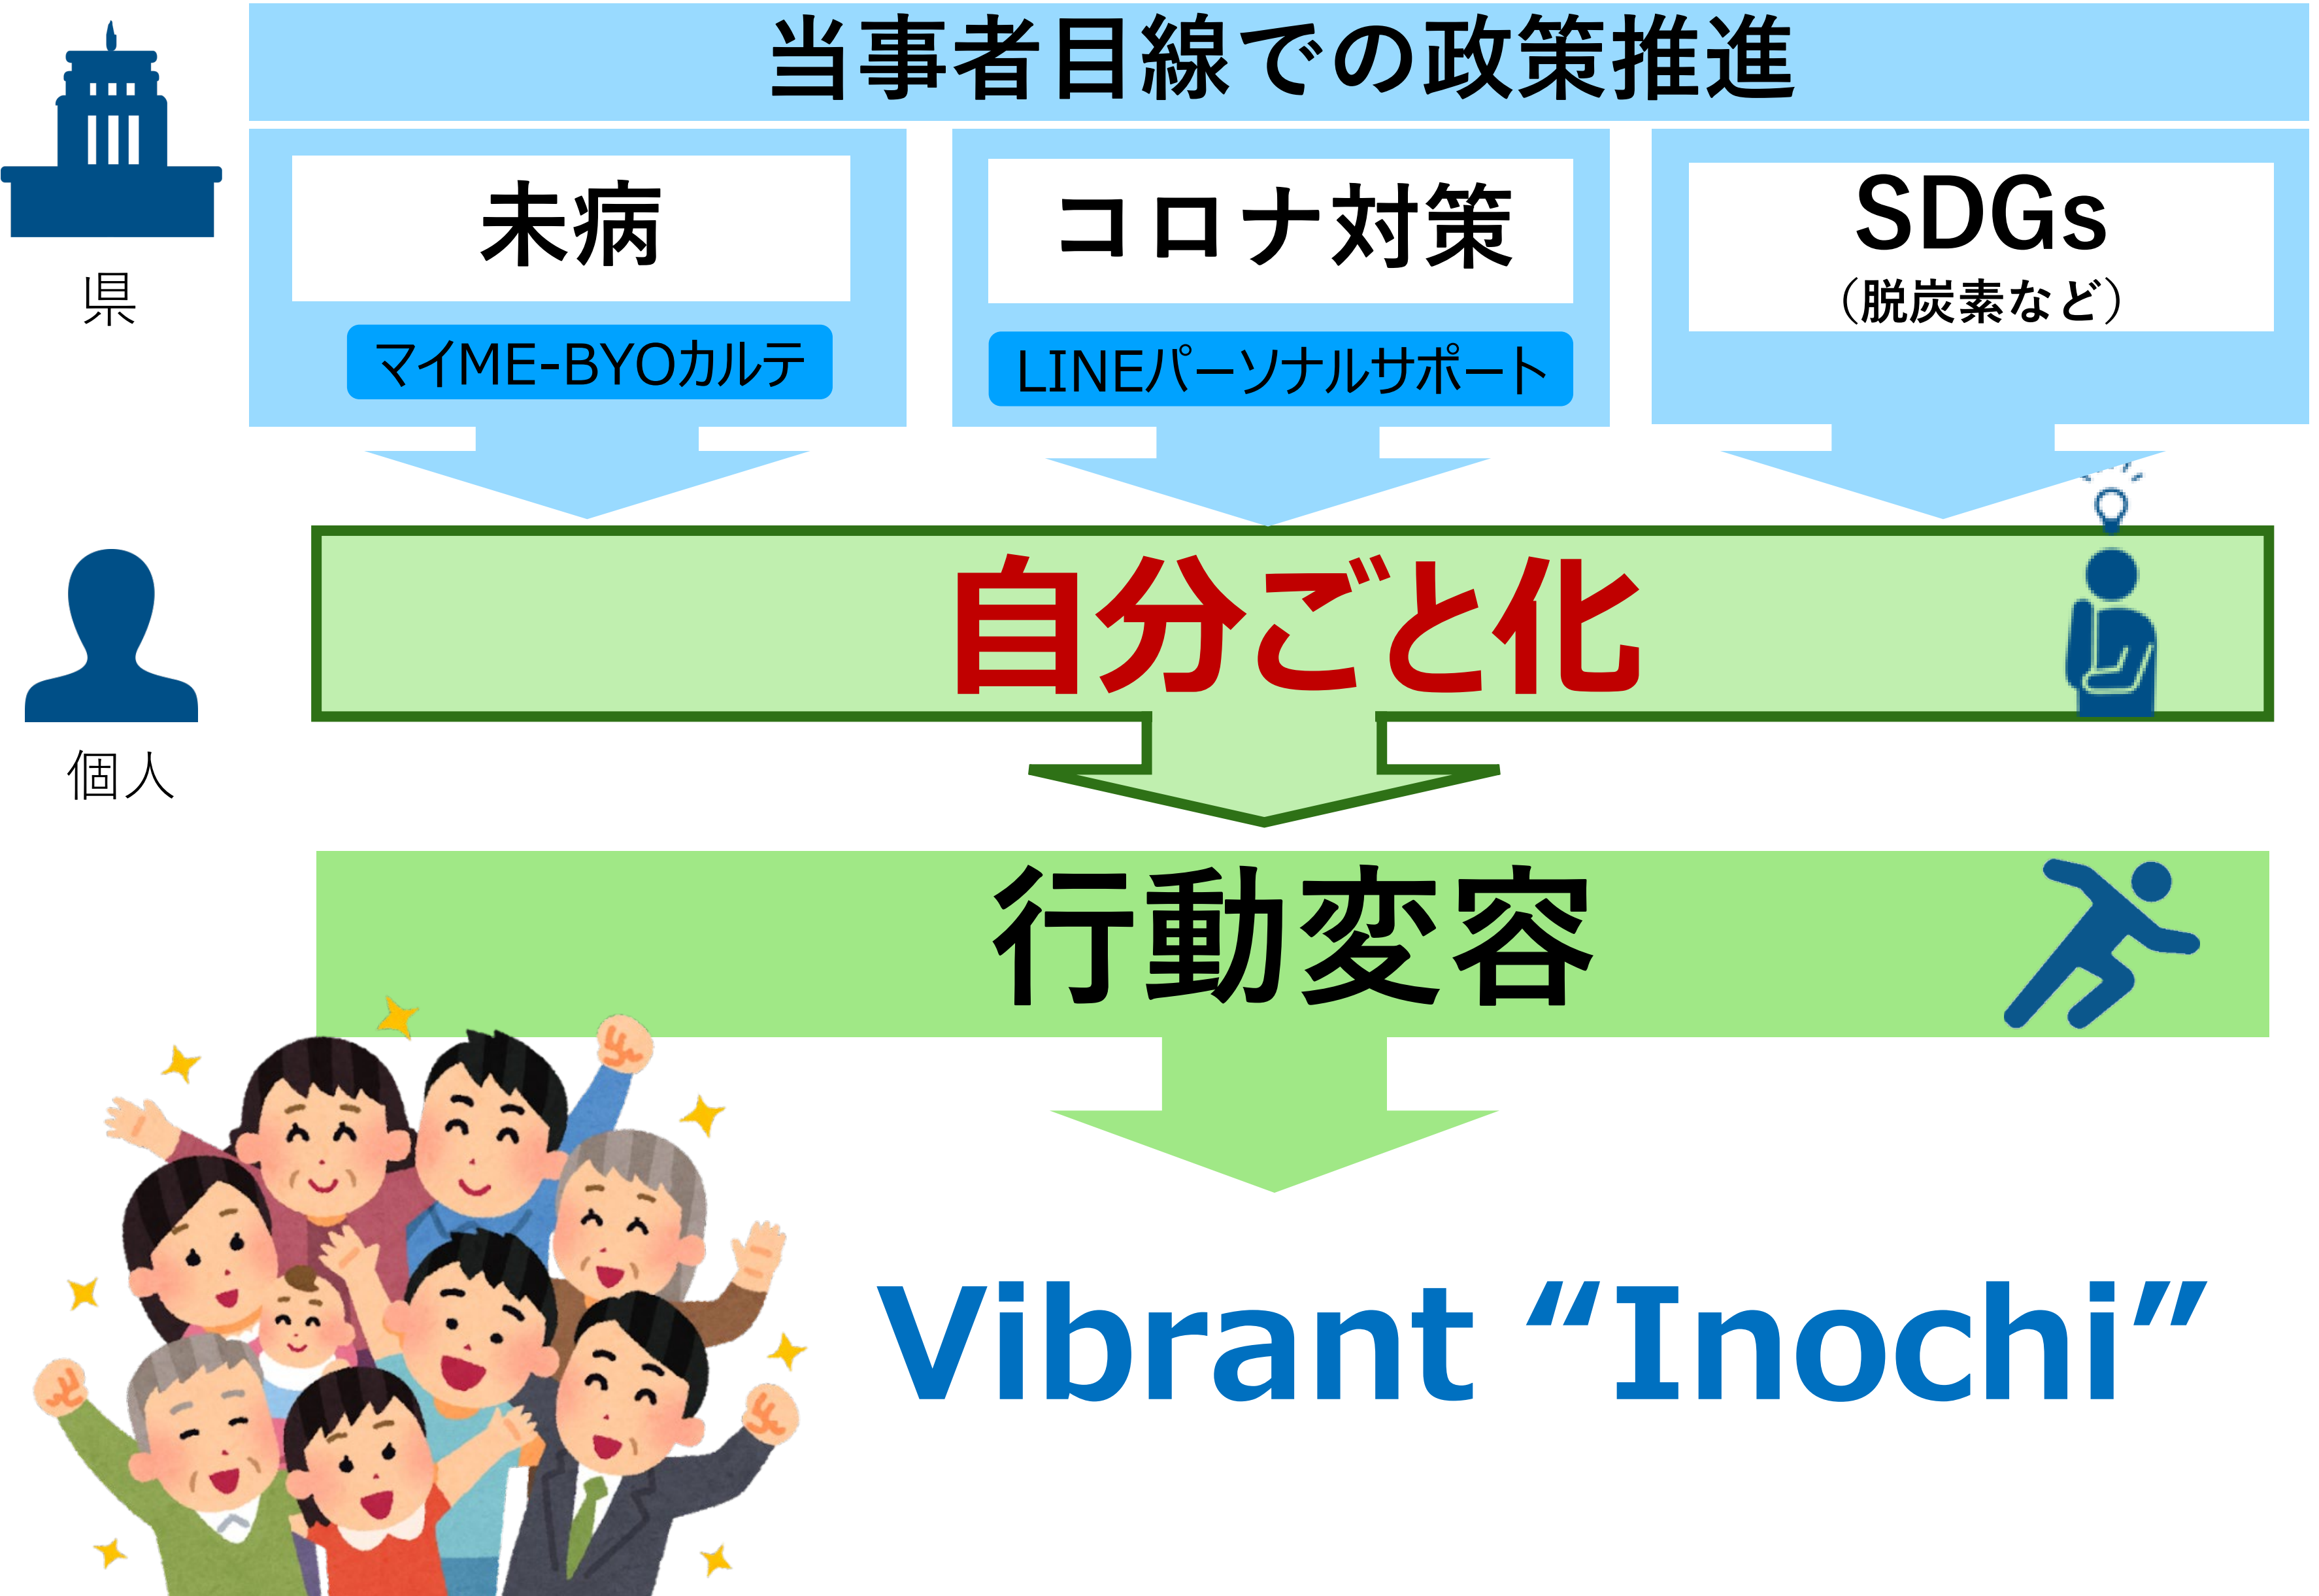 当事者目線での政策推進
県
未病
マイME-BYOカルテ
コロナ対策
LINEパーソナルサポート
SDGs
（脱炭素など）
個人
自分ごと化
行動変容
Vibrant “Inochi”